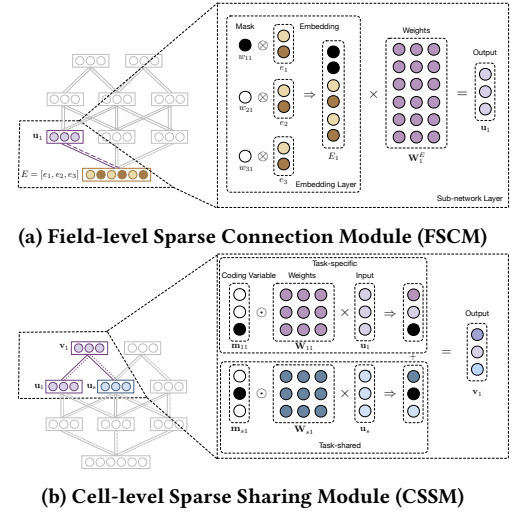 Mask Embedding Weights
Output
w₁₁ ⊗ e₁
w₂₁ ⊗ e₂ ⇒ × = u₁
w₃₁ ⊗ e₃ E₁ W₁ᴱ
u₁
E = [e₁, e₂, e₃]
Embedding Layer
Sub-network Layer
(a) Field-level Sparse Connection Module (FSCM)
Task-specific
Coding Variable Weights Input
⊙ × ⇒
m₁₁ W₁₁ u₁
Output
v₁
u₁ uₛ
+ = v₁
⊙ × ⇒
mₛ₁ Wₛ₁ uₛ
Task-shared
(b) Cell-level Sparse Sharing Module (CSSM)